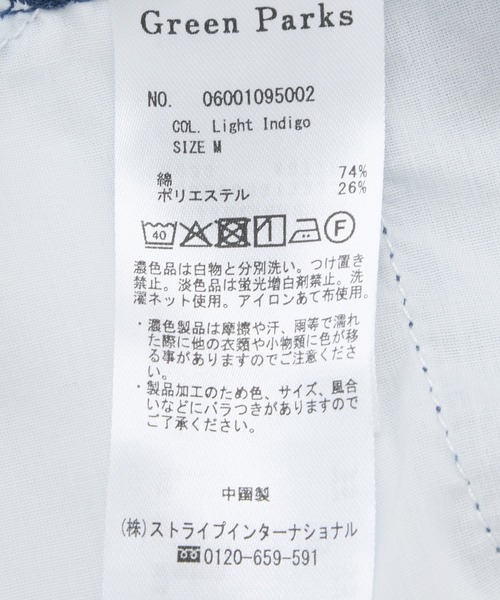 Green Parks
NO. 06001095002
COL. Light Indigo
SIZE M
綿 74%
ポリエステル 26%
40 F
濃色品は白物と分別洗い。つけ置き
禁止。淡色品は蛍光増白剤禁止。洗
濯ネット使用。アイロンあて布使用。
・濃色製品は摩擦や汗、雨等で濡れ
た際に他の衣類や小物類に色が移
る事がありますのでご注意くださ
い。
・製品加工のため色、サイズ、風合
いなどにバラつきがありますので
ご了承ください。
中国製
(株)ストライプインターナショナル
0120-659-591